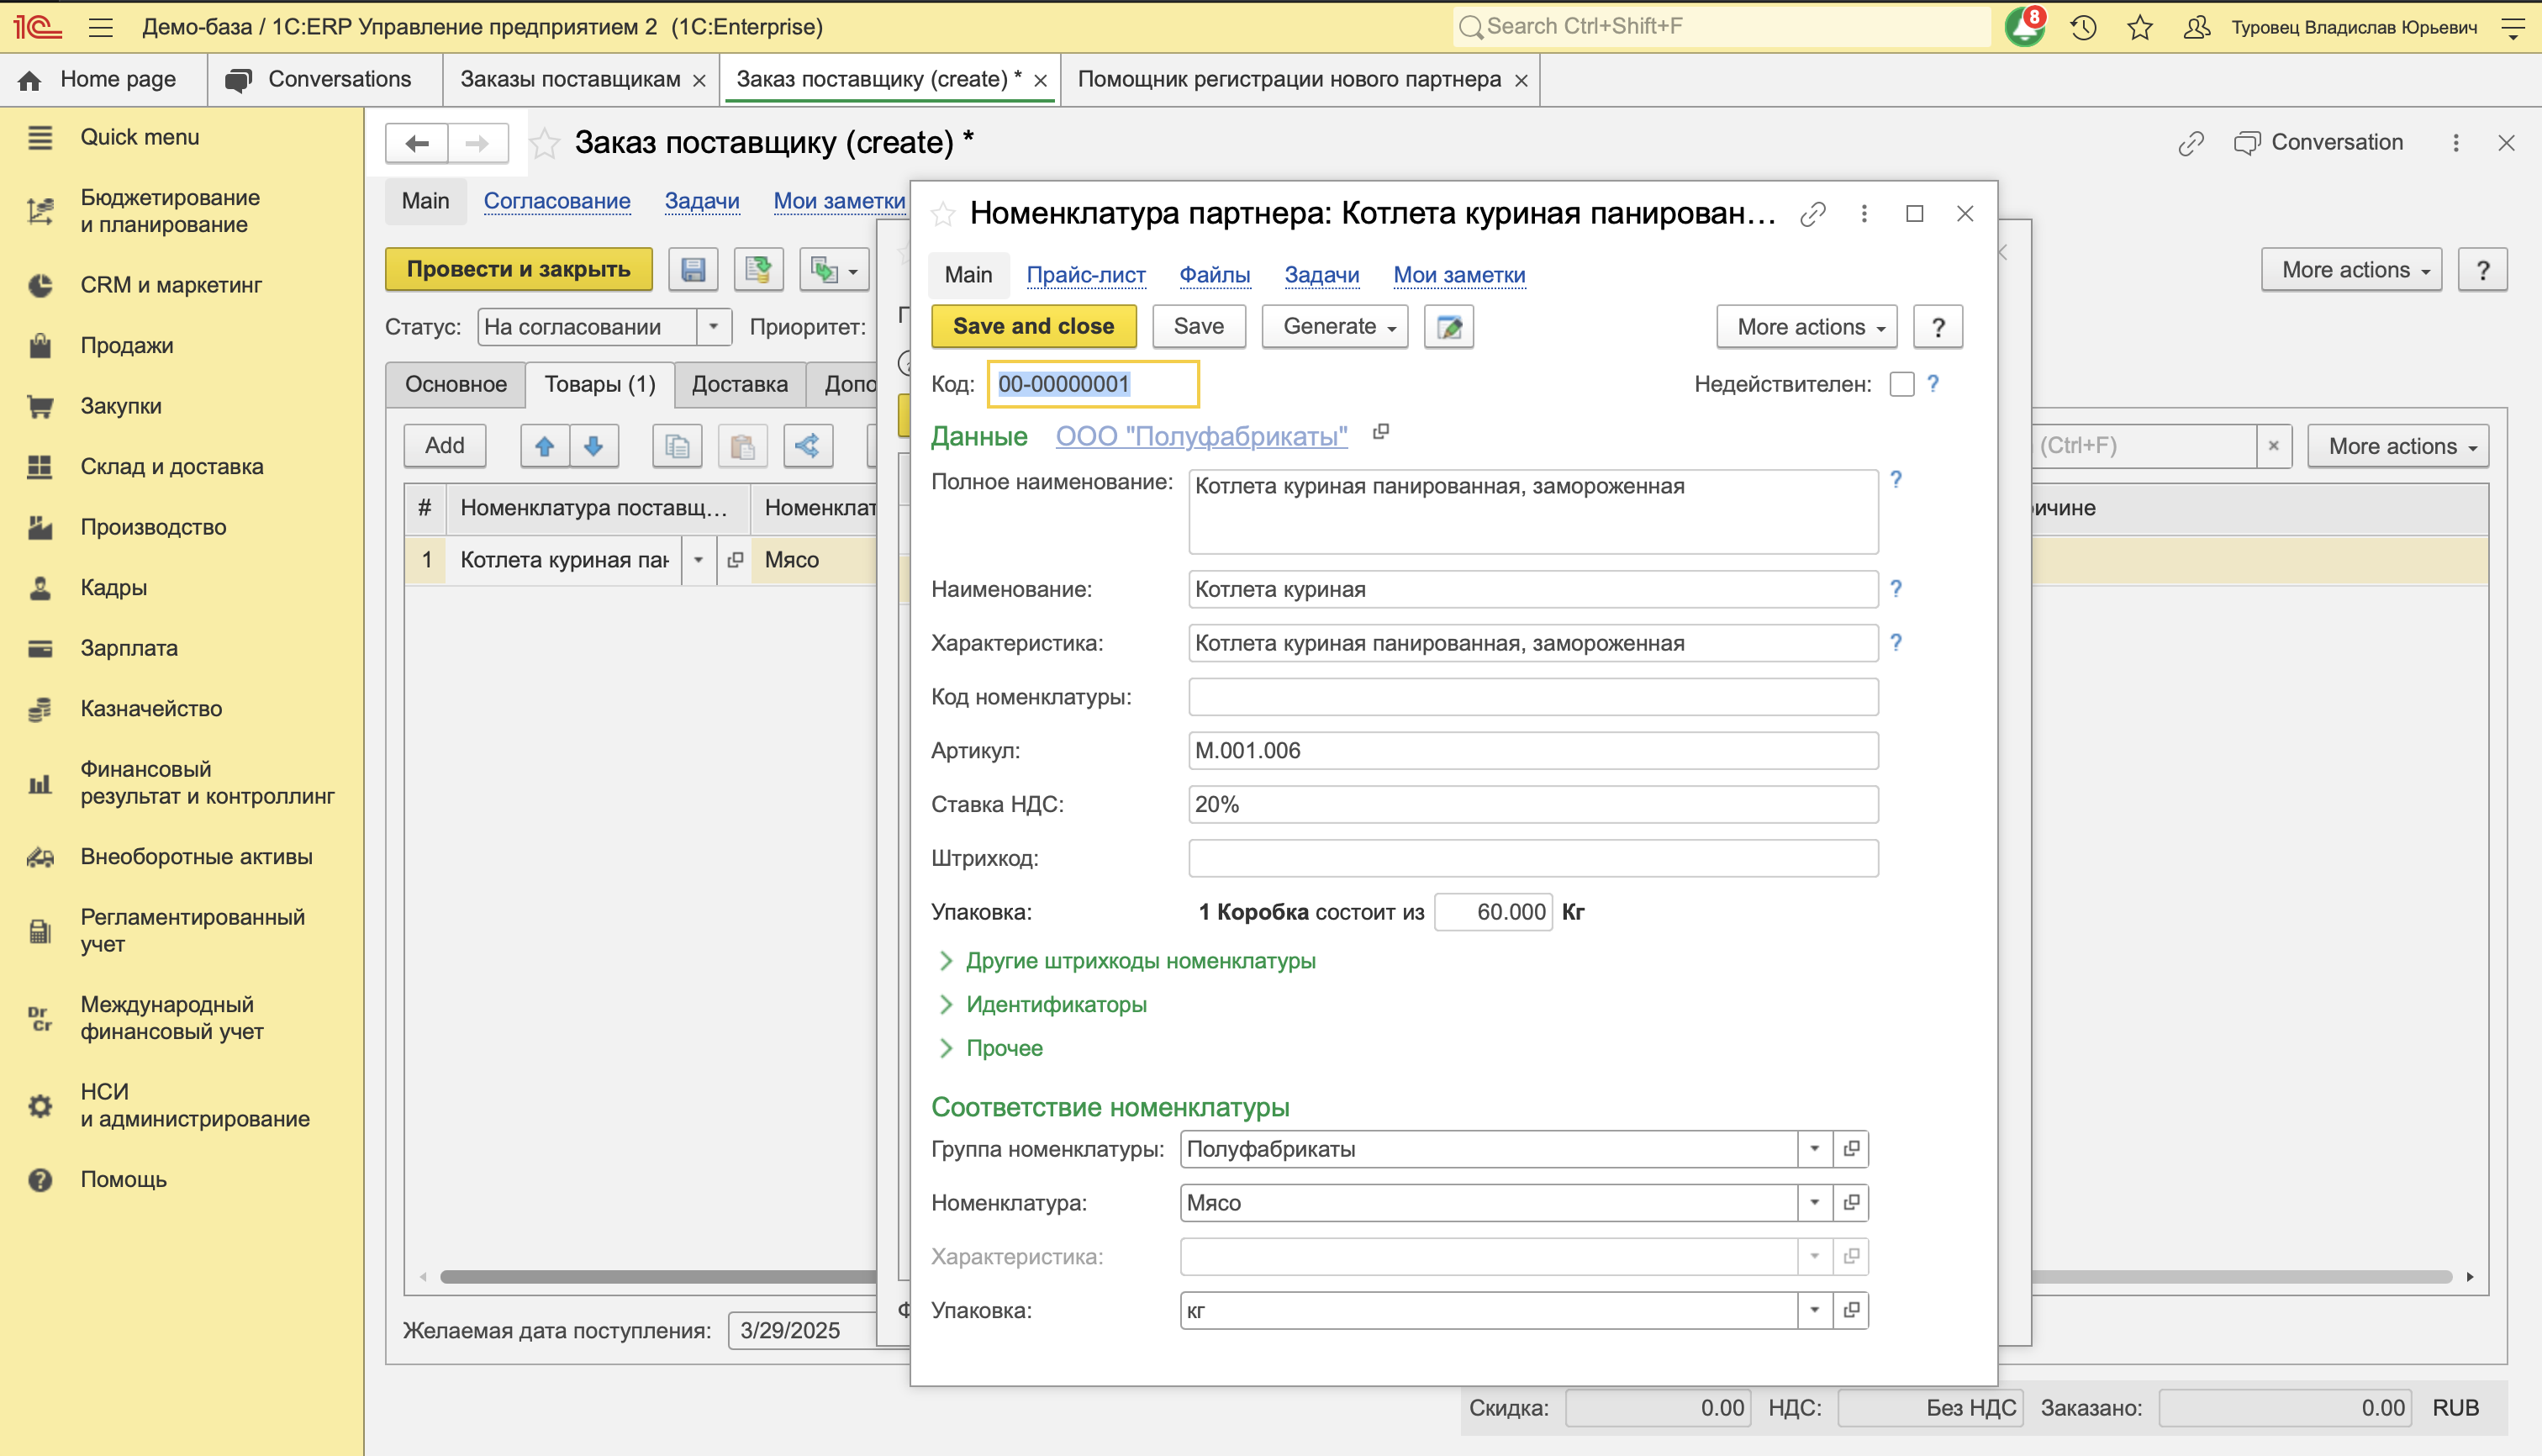 1С
Демо-база / 1С:ERP Управление предприятием 2 (1C:Enterprise)
Search Ctrl+Shift+F
8
Туровец Владислав Юрьевич
Home page
Conversations
Заказы поставщикам
Заказ поставщику (create) *
Помощник регистрации нового партнера
Quick menu
Бюджетирование
и планирование
CRM и маркетинг
Продажи
Закупки
Склад и доставка
Производство
Кадры
Зарплата
Казначейство
Финансовый
результат и контроллинг
Внеоборотные активы
Регламентированный
учет
Dr
Cr
Международный
финансовый учет
НСИ
и администрирование
Помощь
Заказ поставщику (create) *
Conversation
Main
Согласование
Задачи
Мои заметки
Провести и закрыть
More actions
?
Статус:
На согласовании
Приоритет:
Основное
Товары (1)
Доставка
Допо
Add
(Ctrl+F)
More actions
#
Номенклатура поставщ...
Номенклат
ичине
1
Котлета куриная пан
Мясо
Желаемая дата поступления:
3/29/2025
Скидка:
0.00
НДС:
Без НДС
Заказано:
0.00
RUB
Номенклатура партнера: Котлета куриная панирован...
Main
Прайс-лист
Файлы
Задачи
Мои заметки
Save and close
Save
Generate
More actions
?
Код:
00-00000001
Недействителен:
?
Данные
ООО "Полуфабрикаты"
Полное наименование:
Котлета куриная панированная, замороженная
?
Наименование:
Котлета куриная
?
Характеристика:
Котлета куриная панированная, замороженная
?
Код номенклатуры:
Артикул:
М.001.006
Ставка НДС:
20%
Штрихкод:
Упаковка:
1 Коробка состоит из
60.000
Кг
Другие штрихкоды номенклатуры
Идентификаторы
Прочее
Соответствие номенклатуры
Группа номенклатуры:
Полуфабрикаты
Номенклатура:
Мясо
Характеристика:
Упаковка:
кг